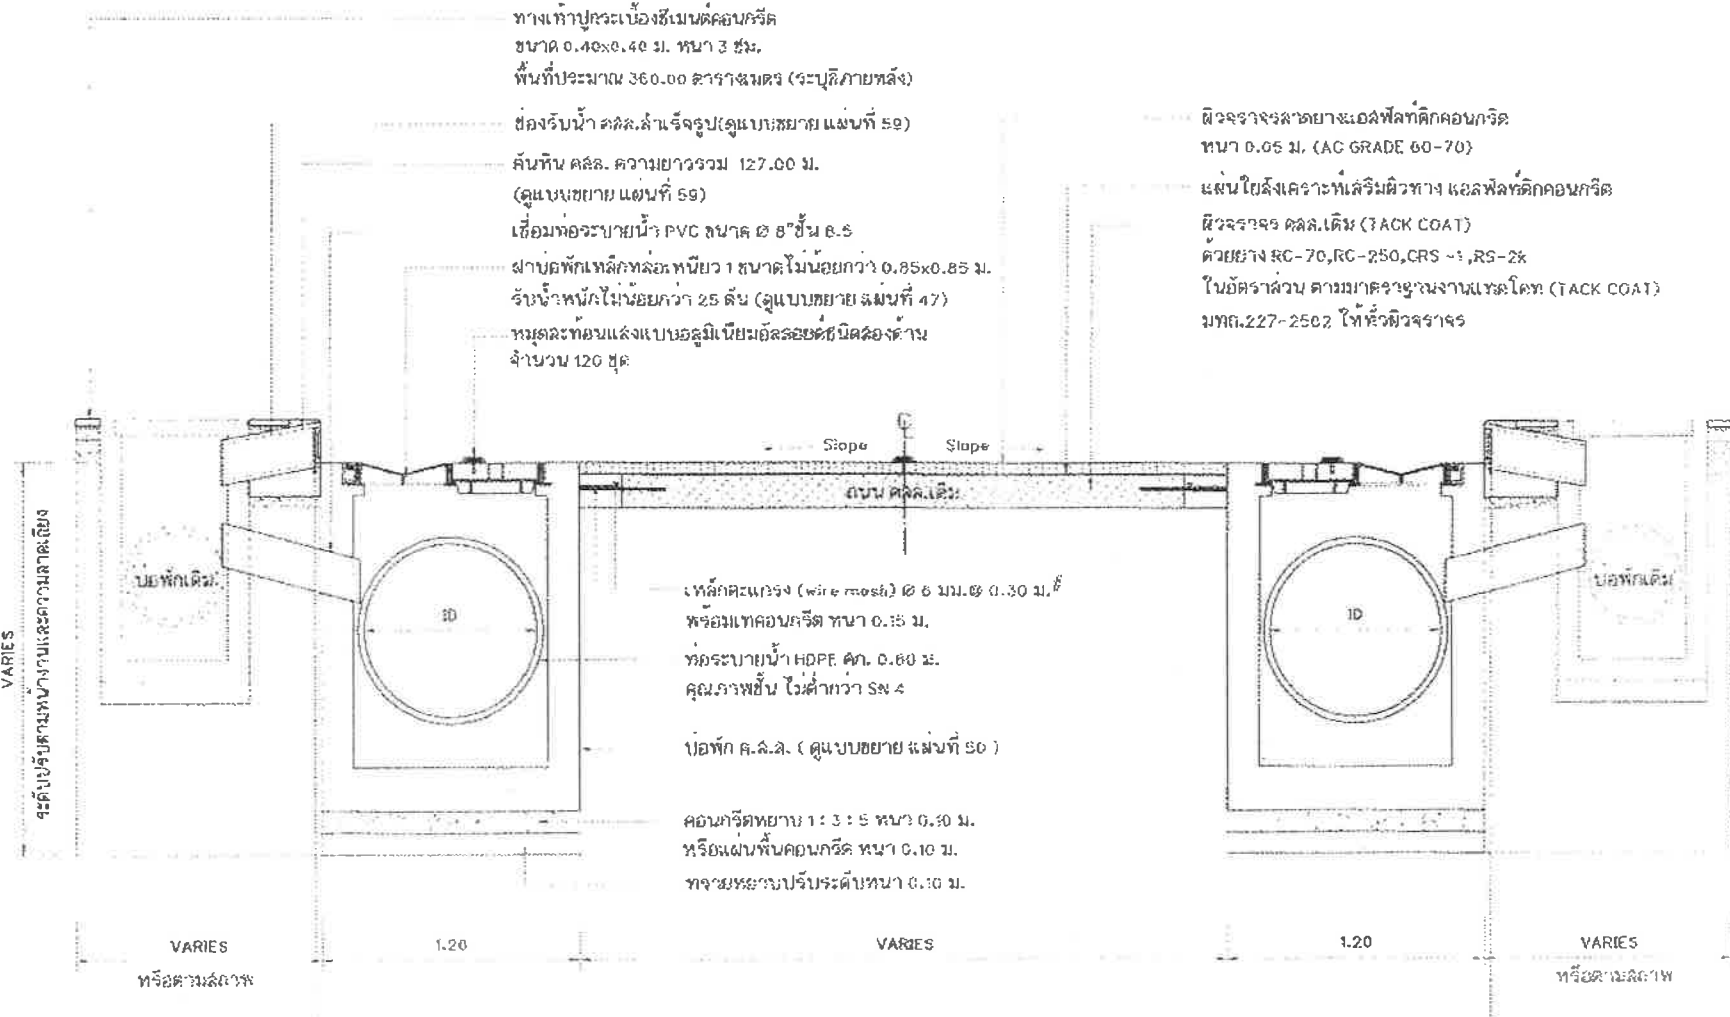 ทางเท้าปูกระเบื้องซีเมนต์คอนกรีต
ขนาด 0.40x0.40 ม. หนา 3 ซม.
พื้นที่ประมาณ 360.00 ตารางเมตร (ระบุสีภายหลัง)
ช่องรับน้ำ คสล.สำเร็จรูป(ดูแบบขยาย แผ่นที่ 59)
คันหิน คสล. ความยาวรวม 127.00 ม.
(ดูแบบขยาย แผ่นที่ 59)
เชื่อมท่อระบายน้ำ PVC ขนาด Ø 8" ชั้น 8.5
ฝาบ่อพักเหล็กหล่อเหนียว 1 ขนาดไม่น้อยกว่า 0.85x0.85 ม.
รับน้ำหนักไม่น้อยกว่า 25 ตัน (ดูแบบขยาย แผ่นที่ 47)
หมุดสะท้อนแสงแบบอลูมิเนียมอัลลอยด์ชนิดสองด้าน
จำนวน 120 ชุด
ผิวจราจรลาดยางแอสฟัลท์ติกคอนกรีต
หนา 0.05 ม. (AC GRADE 60-70)
แผ่นใยสังเคราะห์เสริมผิวทาง แอสฟัลท์ติกคอนกรีต
ผิวจราจร คสล.เดิม (TACK COAT)
ด้วยยาง RC-70,RC-250,CRS -1,RS-2k
ในอัตราส่วน ตามมาตราฐานงานแทคโคท (TACK COAT)
มทถ.227-2562 ให้ทั่วผิวจราจร
Slope
Slope
ถนน คสล.เดิม
บ่อพักเดิม
บ่อพักเดิม
ID
ID
เหล็กตะแกรง (wire mesh) Ø 6 มม.@ 0.30 ม.#
พร้อมเทคอนกรีต หนา 0.15 ม.
ท่อระบายน้ำ HDPE ศก. 0.60 ม.
คุณภาพชั้น ไม่ต่ำกว่า SN 4
บ่อพัก ค.ส.ล. ( ดูแบบขยาย แผ่นที่ 50 )
คอนกรีตหยาบ 1 : 3 : 5 หนา 0.10 ม.
หรือแผ่นพื้นคอนกรีต หนา 0.10 ม.
ทรายหยาบปรับระดับหนา 0.10 ม.
VARIES
ระดับปรับตามหน้างานและความลาดเอียง
VARIES
1.20
VARIES
1.20
VARIES
หรือตามสภาพ
หรือตามสภาพ